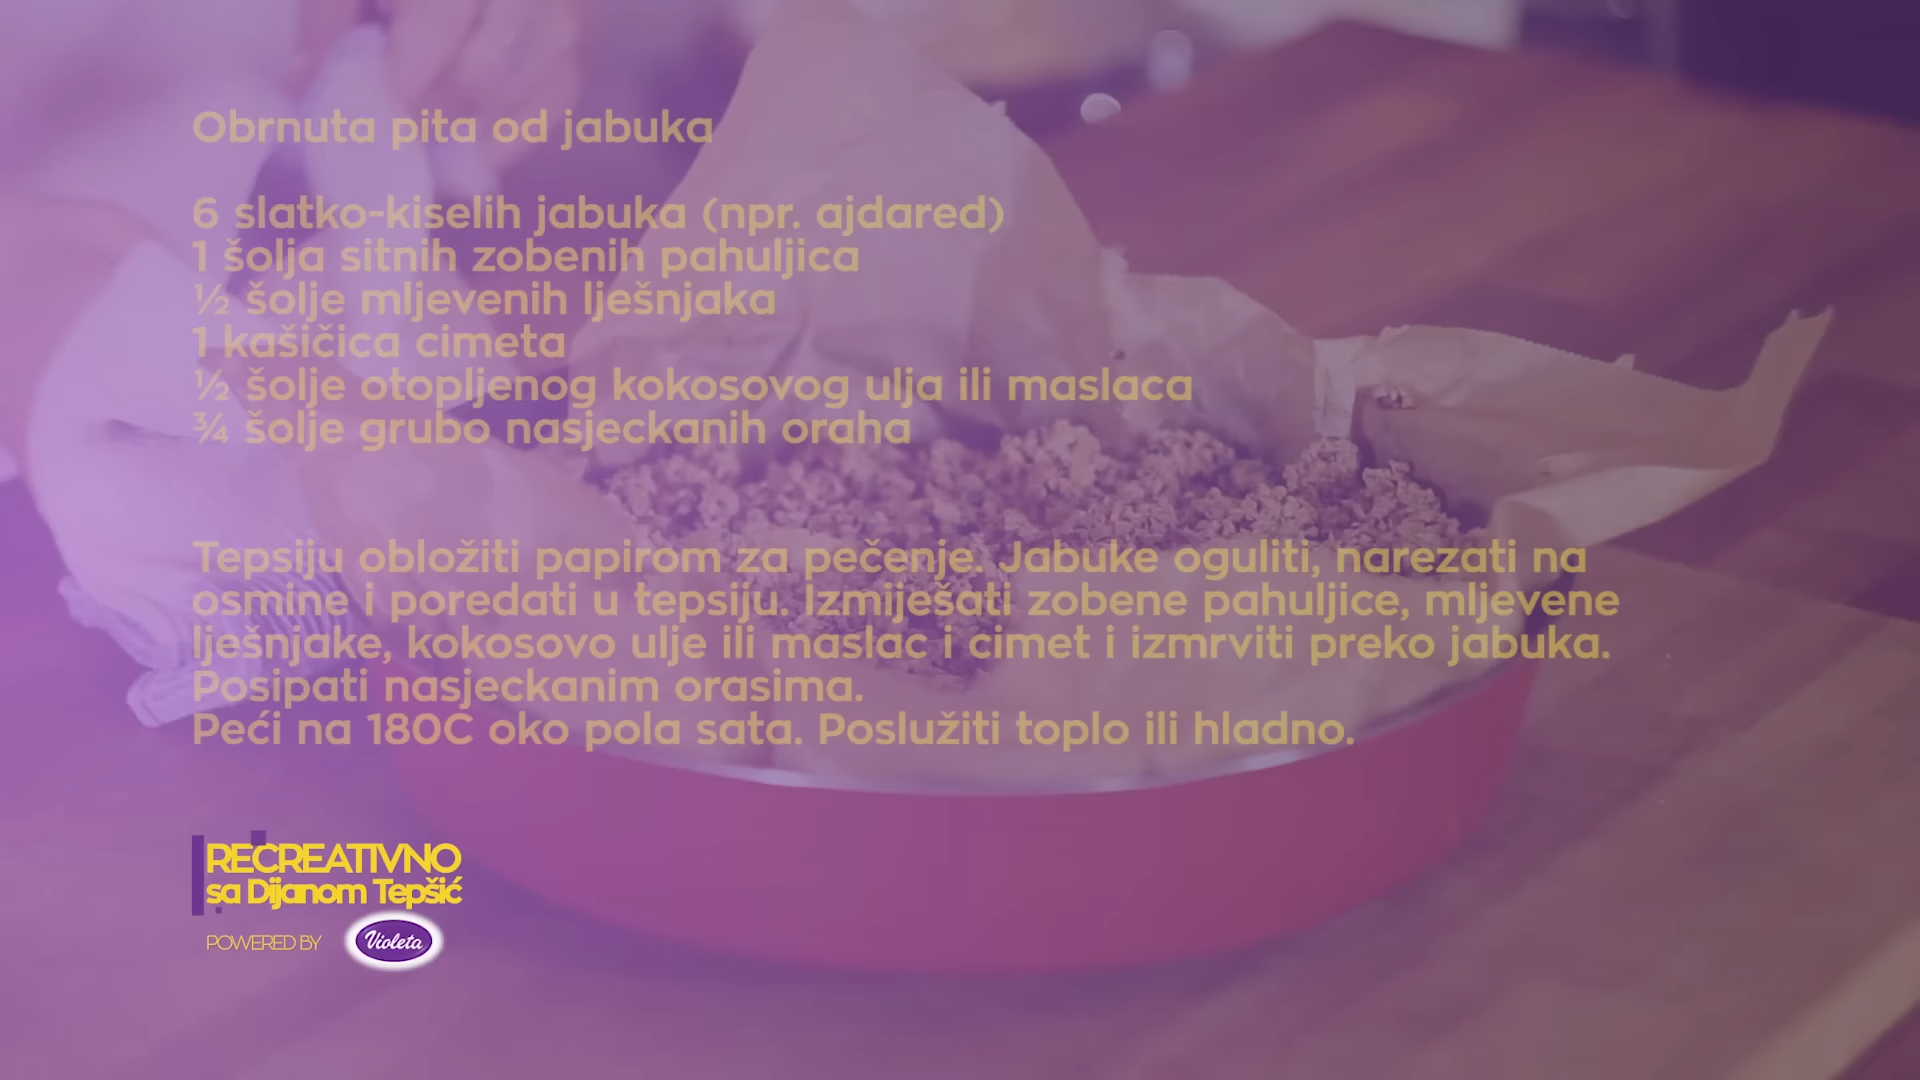 Obrnuta pita od jabuka
6 slatko-kiselih jabuka (npr. ajdared)
1 šolja sitnih zobenih pahuljica
½ šolje mljevenih lješnjaka
1 kašičica cimeta
½ šolje otopljenog kokosovog ulja ili maslaca
¾ šolje grubo nasjeckanih oraha
Tepsiju obložiti papirom za pečenje. Jabuke oguliti, narezati na
osmine i poredati u tepsiju. Izmiješati zobene pahuljice, mljevene
lješnjake, kokosovo ulje ili maslac i cimet i izmrviti preko jabuka.
Posipati nasjeckanim orasima.
Peći na 180C oko pola sata. Poslužiti toplo ili hladno.
RECREATIVNO
sa Dijanom Tepšić
POWERED BY Violeta